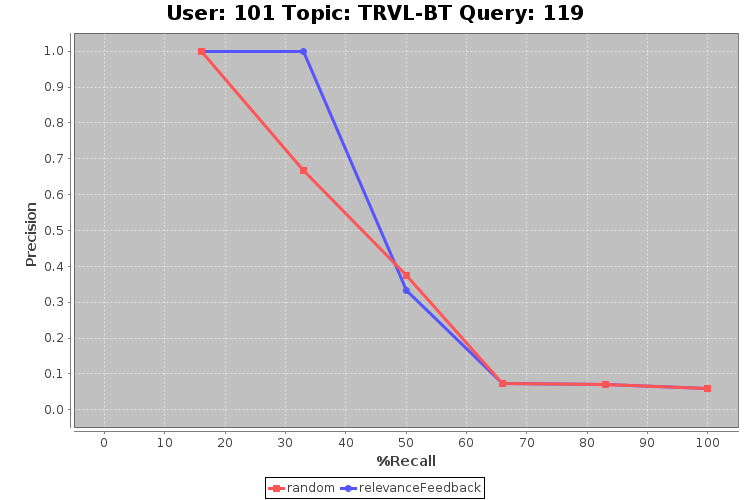 User: 101 Topic: TRVL-BT Query: 119
1.0
0.9
0.8
0.7
0.6
0.5
0.4
0.3
0.2
0.1
0.0
Precision
0 10 20 30 40 50 60 70 80 90 100
%Recall
random relevanceFeedback